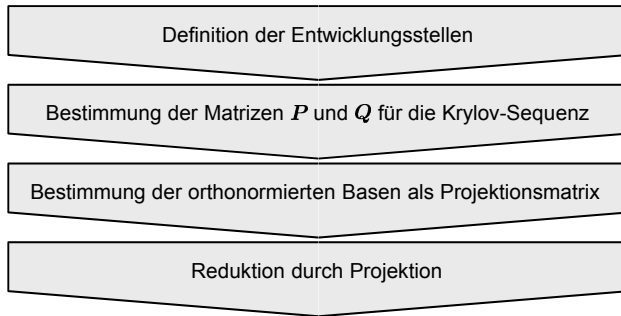 Definition der Entwicklungsstellen
Bestimmung der Matrizen P und Q für die Krylov-Sequenz
Bestimmung der orthonormierten Basen als Projektionsmatrix
Reduktion durch Projektion